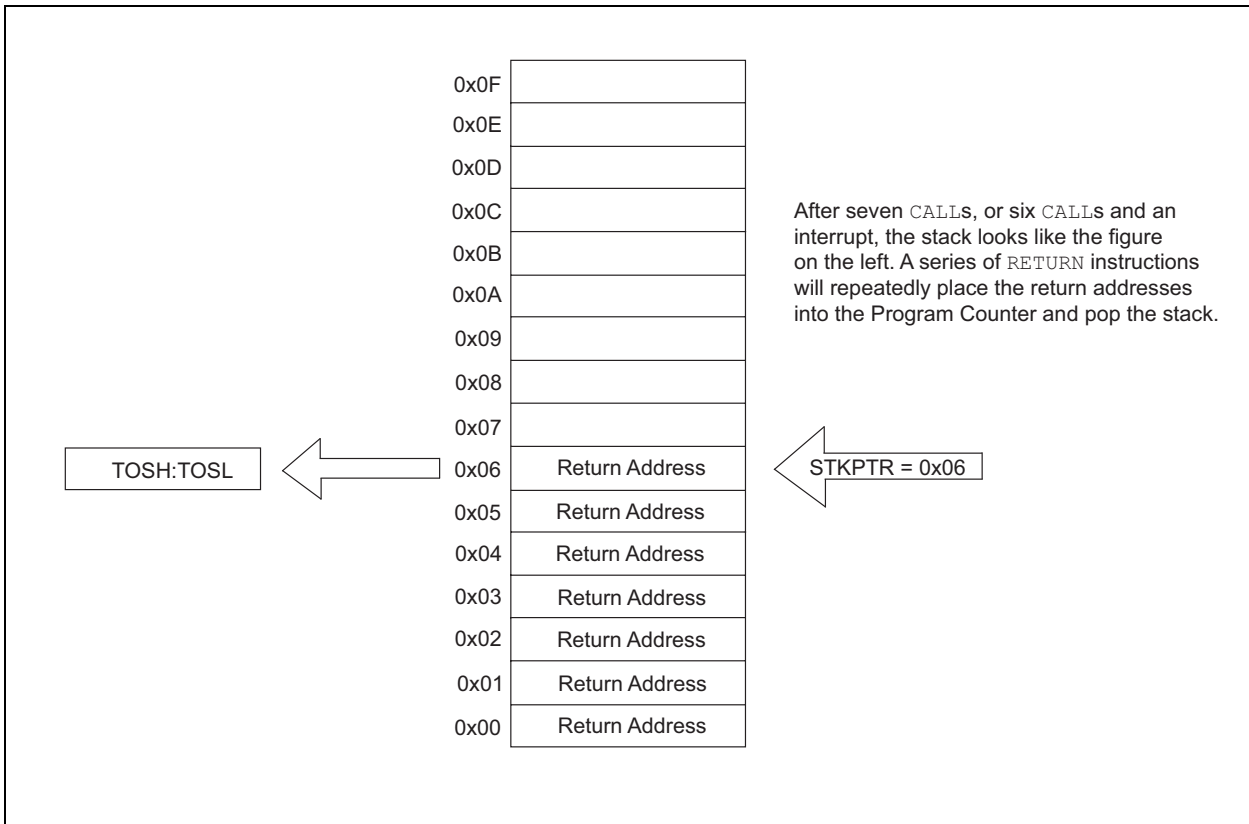 0x0F
0x0E
0x0D
0x0C
0x0B
0x0A
0x09
0x08
0x07
After seven CALLs, or six CALLs and an
interrupt, the stack looks like the figure
on the left. A series of RETURN instructions
will repeatedly place the return addresses
into the Program Counter and pop the stack.
TOSH:TOSL
0x06 Return Address
STKPTR = 0x06
0x05 Return Address
0x04 Return Address
0x03 Return Address
0x02 Return Address
0x01 Return Address
0x00 Return Address